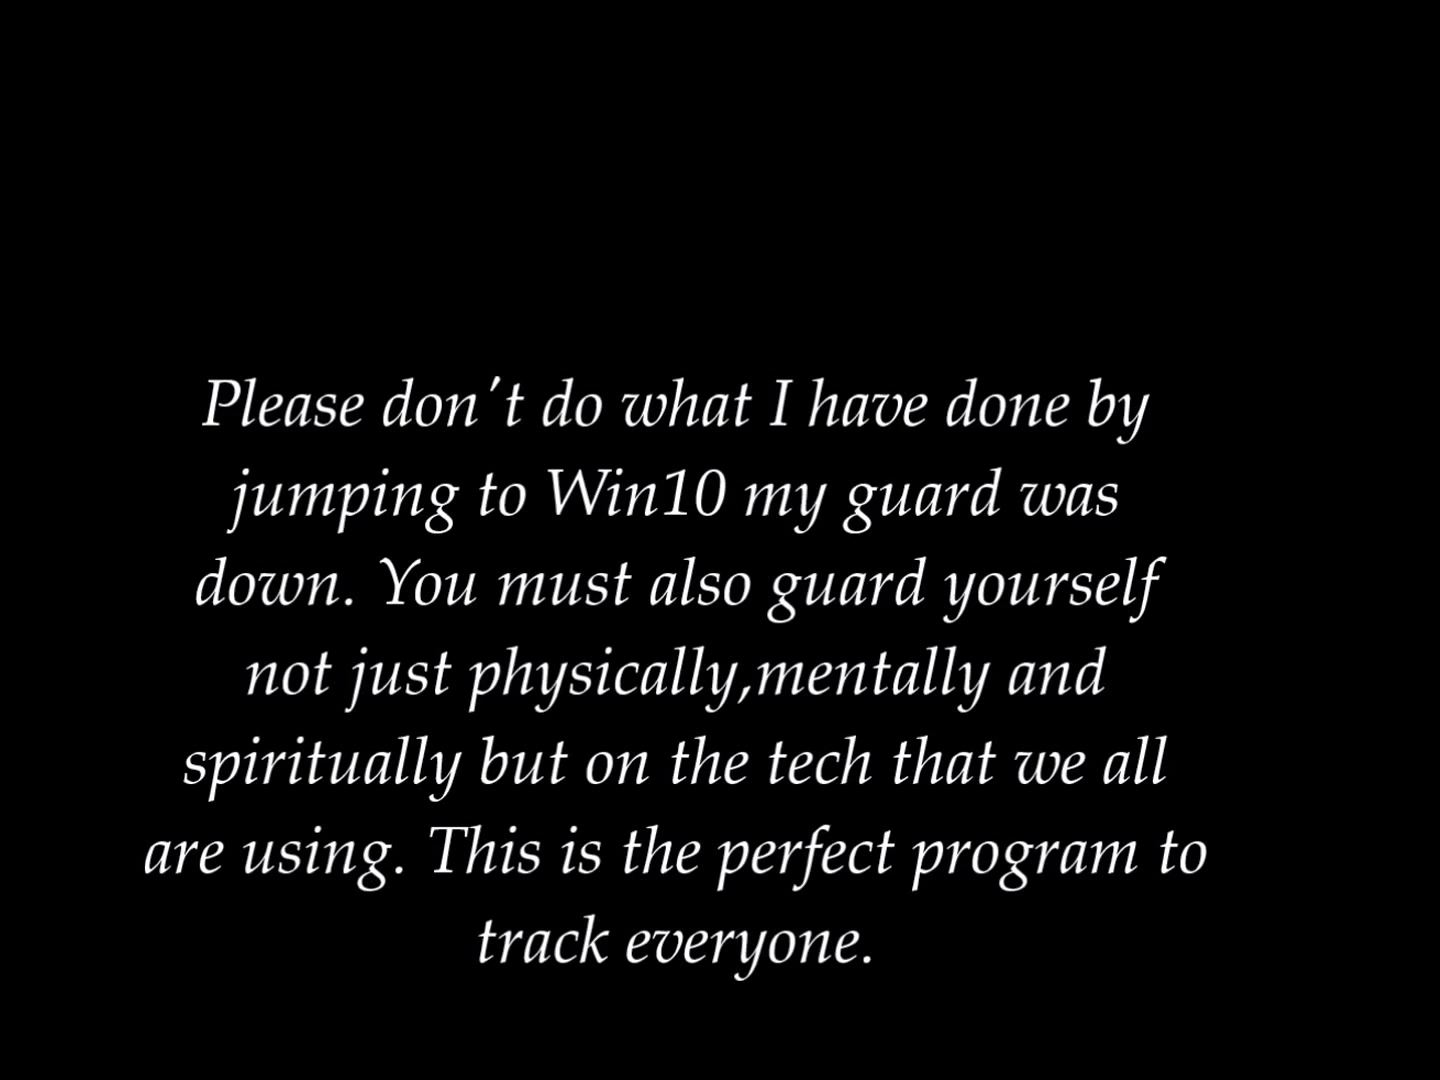 Please don't do what I have done by
jumping to Win10 my guard was
down. You must also guard yourself
not just physically,mentally and
spiritually but on the tech that we all
are using. This is the perfect program to
track everyone.